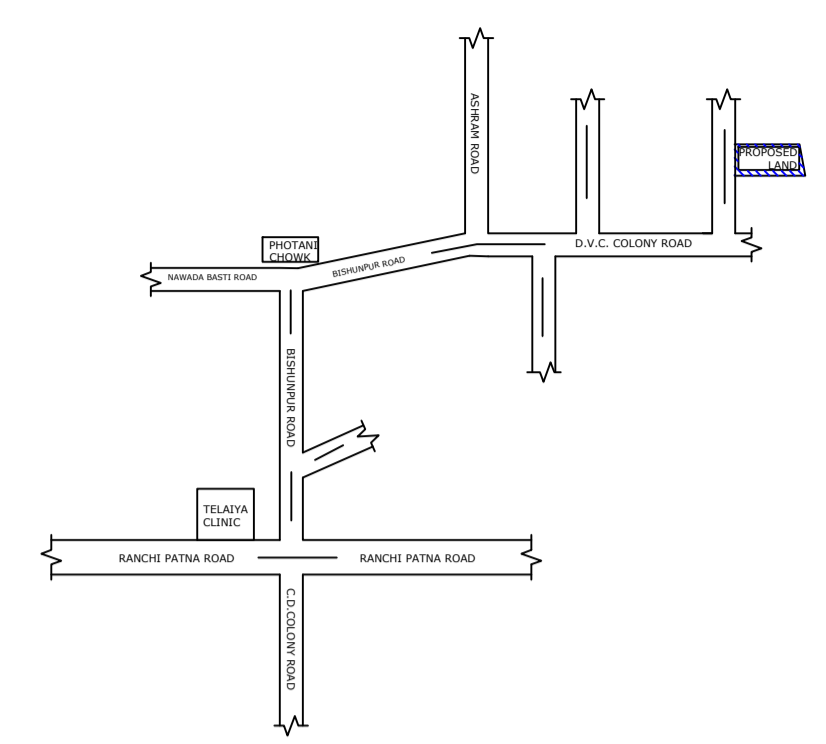 ASHRAM ROAD
PROPOSED
LAND
D.V.C. COLONY ROAD
PHOTANI
CHOWK
BISHUNPUR ROAD
NAWADA BASTI ROAD
BISHUNPUR ROAD
TELAIYA
CLINIC
RANCHI PATNA ROAD
RANCHI PATNA ROAD
C.D.COLONY ROAD